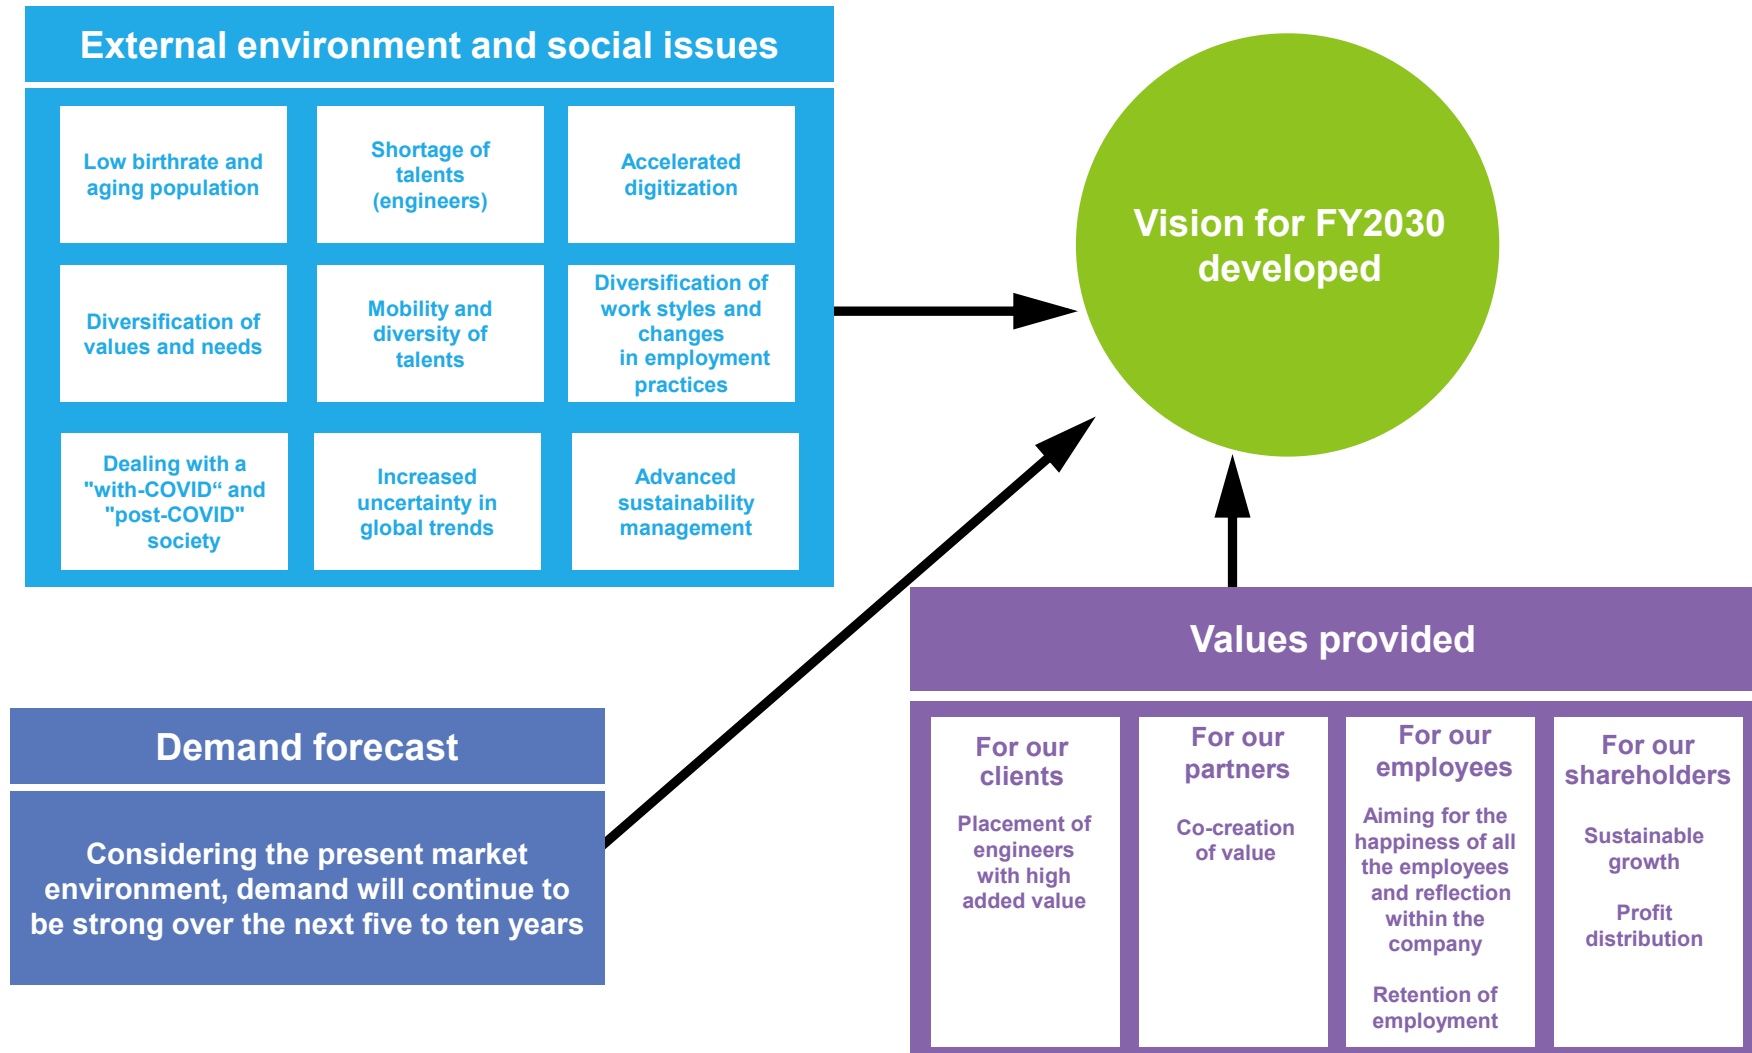 External environment and social issues
Low birthrate and
aging population
Shortage of
talents
(engineers)
Accelerated
digitization
Diversification of
values and needs
Mobility and
diversity of
talents
Diversification of
work styles and
changes
in employment
practices
Dealing with a
"with-COVID“ and
"post-COVID"
society
Increased
uncertainty in
global trends
Advanced
sustainability
management
Vision for FY2030
developed
Demand forecast
Considering the present market
environment, demand will continue to
be strong over the next five to ten years
Values provided
For our
clients
Placement of
engineers
with high
added value
For our
partners
Co-creation
of value
For our
employees
Aiming for the
happiness of all
the employees
and reflection
within the
company
Retention of
employment
For our
shareholders
Sustainable
growth
Profit
distribution